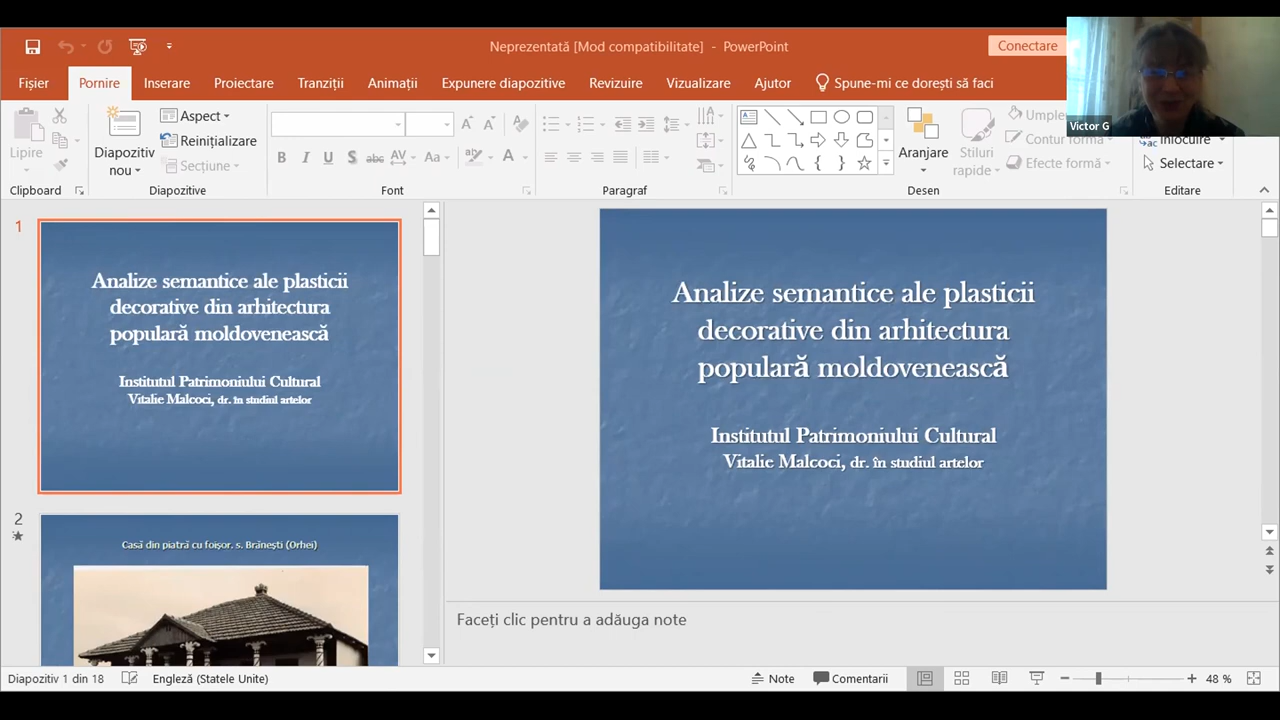 Neprezentată [Mod compatibilitate] - PowerPoint
Conectare
Fișier Pornire Inserare Proiectare Tranziții Animații Expunere diapozitive Revizuire Vizualizare Ajutor Spune-mi ce dorești să faci
Victor G
Lipire
Clipboard
Diapozitiv
nou
Aspect
Reinițializare
Secțiune
Diapozitive
B I U S abc AV Aa A
Font
Paragraf
Aranjare
Stiluri
rapide
Contur formă
Efecte formă
Desen
Înlocuire
Selectare
Editare
1
Analize semantice ale plasticii
decorative din arhitectura
populară moldovenească
Institutul Patrimoniului Cultural
Vitalie Malcoci, dr. în studiul artelor
2
Casă din piatră cu foișor. s. Brănești (Orhei)
Analize semantice ale plasticii
decorative din arhitectura
populară moldovenească
Institutul Patrimoniului Cultural
Vitalie Malcoci, dr. în studiul artelor
Faceți clic pentru a adăuga note
Diapozitiv 1 din 18 Engleză (Statele Unite) Note Comentarii 48 %